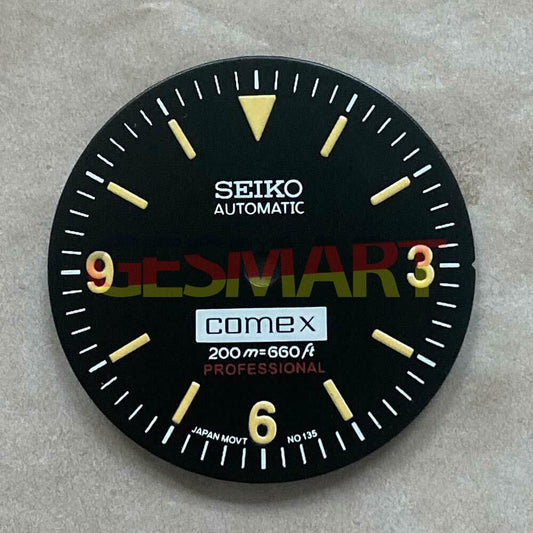 SEIKO
AUTOMATIC
9 GESMART 3
comex
200m=660ft
PROFESSIONAL
6
JAPAN MOVT NO 135